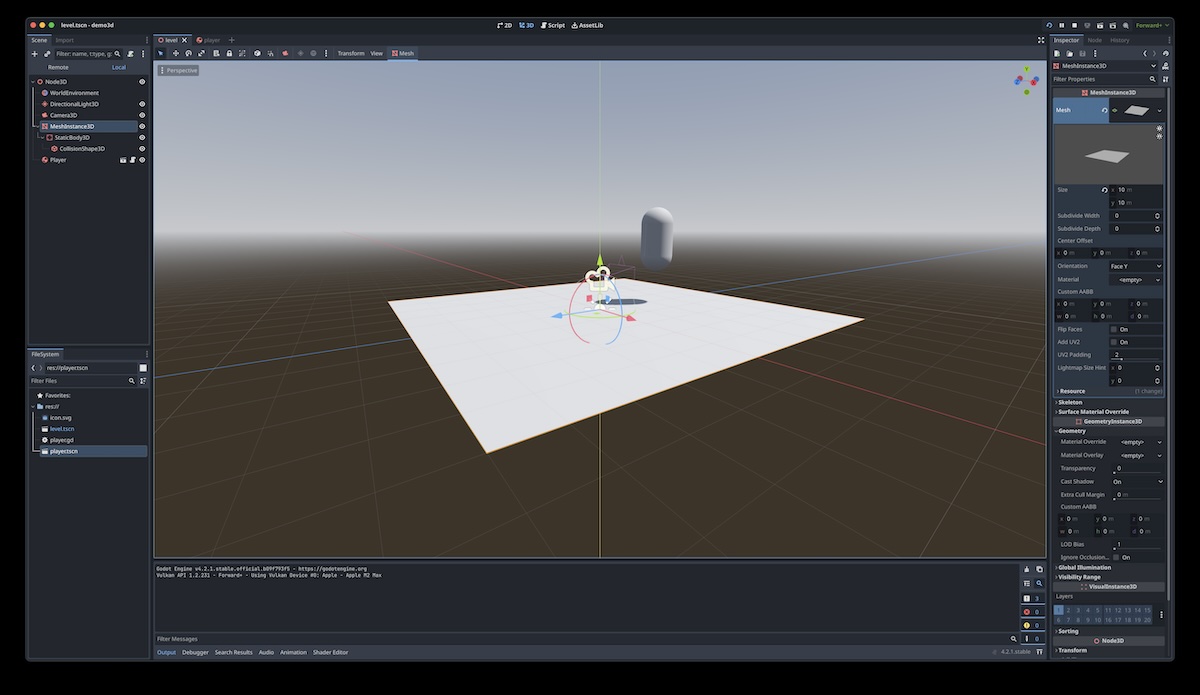 level.tscn - demo3d
2D 3D Script AssetLib
Forward+
Scene Import
Filter: name, t:type, g:
Remote Local
Node3D
WorldEnvironment
DirectionalLight3D
Camera3D
MeshInstance3D
StaticBody3D
CollisionShape3D
Player
FileSystem
res://player.tscn
Filter Files
Favorites:
res://
icon.svg
level.tscn
player.gd
player.tscn
level player
Transform View Mesh
Perspective
Godot Engine v4.2.1.stable.official.b09f793f5 - https://godotengine.org
Vulkan API 1.2.231 - Forward+ - Using Vulkan Device #0: Apple - Apple M2 Max
3
0
0
0
Filter Messages
Output Debugger Search Results Audio Animation Shader Editor
4.2.1.stable
Inspector Node History
MeshInstance3D
Filter Properties
MeshInstance3D
Mesh
Size x 10 m
y 10 m
Subdivide Width 0
Subdivide Depth 0
Center Offset
x 0 m y 0 m z 0 m
Orientation Face Y
Material <empty>
Custom AABB
x 0 m y 0 m z 0 m
w 0 m h 0 m d 0 m
Flip Faces On
Add UV2 On
UV2 Padding 2
Lightmap Size Hint x 0
y 0
Resource (1 change)
Skeleton
Surface Material Override
GeometryInstance3D
Geometry
Material Override <empty>
Material Overlay <empty>
Transparency 0
Cast Shadow On
Extra Cull Margin 0 m
Custom AABB
x 0 m y 0 m z 0 m
w 0 m h 0 m d 0 m
LOD Bias 1
Ignore Occlusion... On
Global Illumination
Visibility Range
VisualInstance3D
Layers
1 2 3 4 5 11 12 13 14 15
6 7 8 9 10 16 17 18 19 20
Sorting
Node3D
Transform